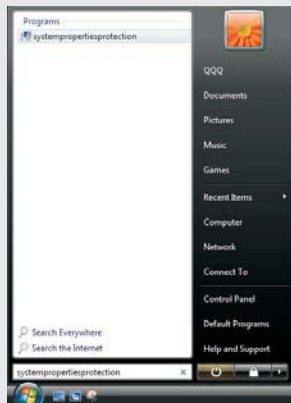 Programs
systempropertiesprotection
Search Everywhere
Search the Internet
systempropertiesprotection x
QQQ
Documents
Pictures
Music
Games
Recent Items
Computer
Network
Connect To
Control Panel
Default Programs
Help and Support